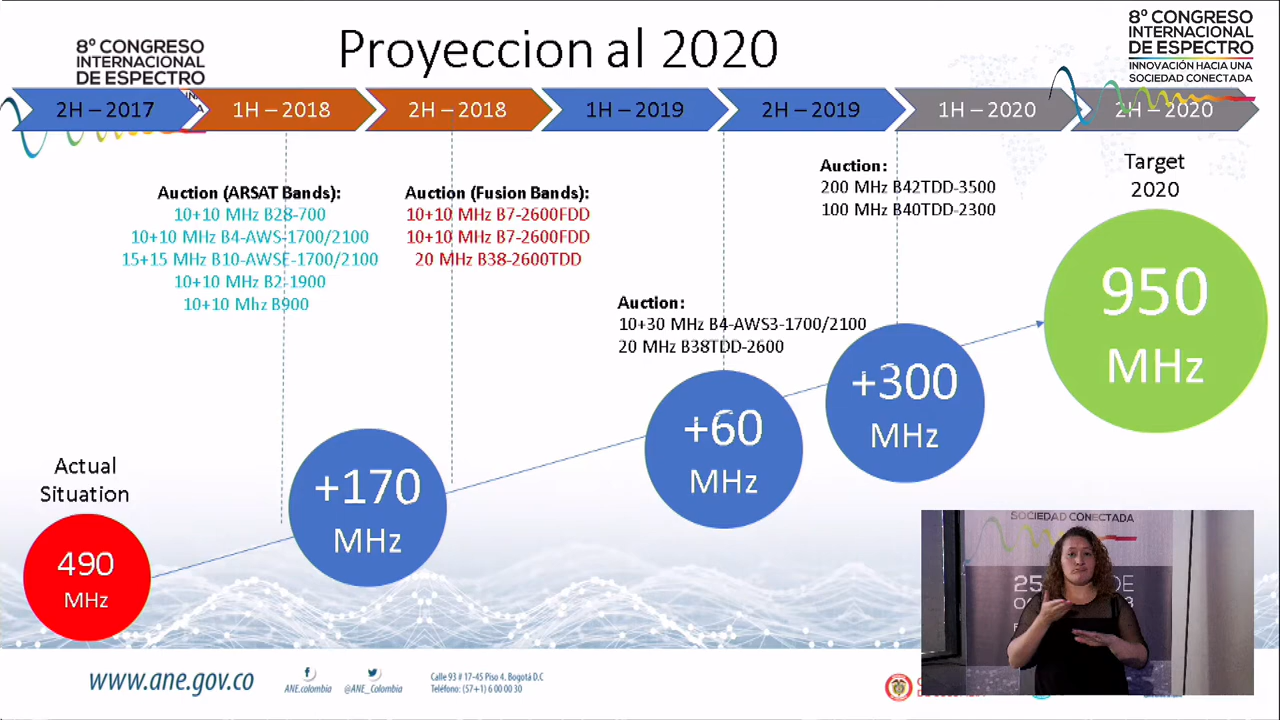 Proyeccion al 2020
8º CONGRESO
INTERNACIONAL
DE ESPECTRO
8º CONGRESO
INTERNACIONAL
DE ESPECTRO
INNOVACIÓN HACIA UNA
SOCIEDAD CONECTADA
2H – 2017
1H – 2018
2H – 2018
1H – 2019
2H – 2019
1H – 2020
2H – 2020
Auction (ARSAT Bands):
10+10 MHz B28-700
10+10 MHz B4-AWS-1700/2100
15+15 MHz B10-AWSE-1700/2100
10+10 MHz B2-1900
10+10 Mhz B900
Auction (Fusion Bands):
10+10 MHz B7-2600FDD
10+10 MHz B7-2600FDD
20 MHz B38-2600TDD
Auction:
10+30 MHz B4-AWS3-1700/2100
20 MHz B38TDD-2600
Auction:
200 MHz B42TDD-3500
100 MHz B40TDD-2300
Target
2020
950
MHz
+300
MHz
+60
MHz
+170
MHz
Actual
Situation
490
MHz
SOCIEDAD CONECTADA
25
DE
www.ane.gov.co
ANE.colombia
@ANE_Colombia
Calle 93 # 17-45 Piso 4. Bogotá D.C
Teléfono: (57+1) 6 00 00 30